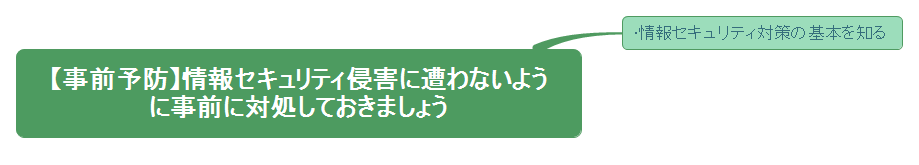 ・情報セキュリティ対策の基本を知る
【事前予防】情報セキュリティ侵害に遭わないよう
に事前に対処しておきましょう